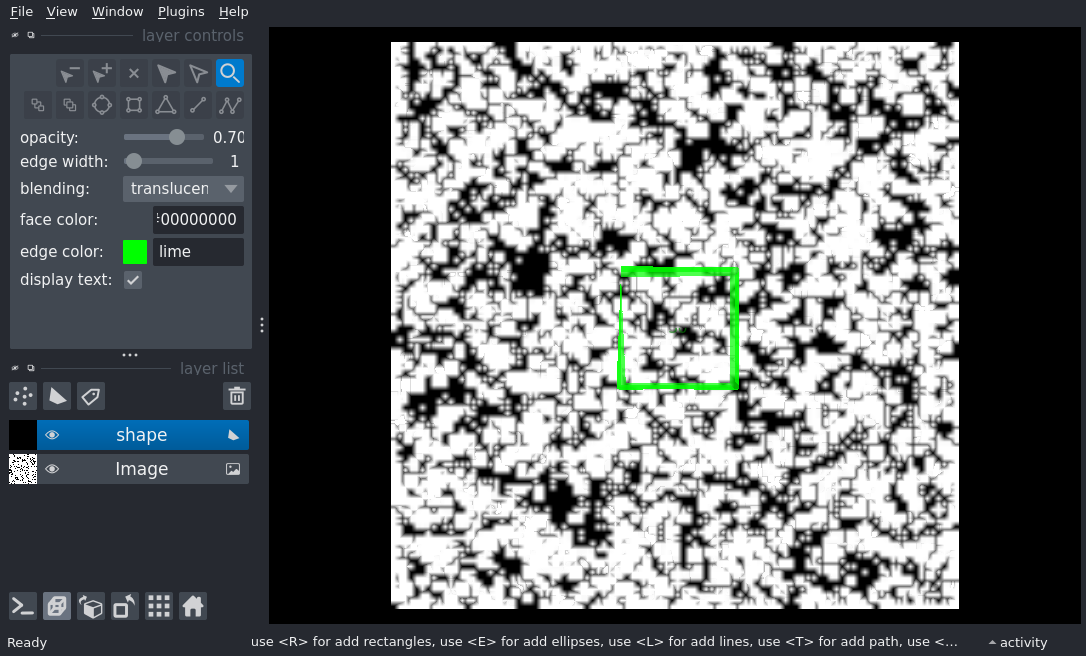 File View Window Plugins Help
layer controls
opacity: 0.70
edge width: 1
blending: translucen
face color: #00000000
edge color: lime
display text:
layer list
shape
Image
Ready
use <R> for add rectangles, use <E> for add ellipses, use <L> for add lines, use <T> for add path, use <...
activity